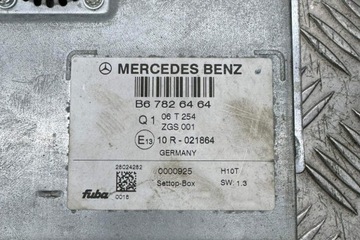 MERCEDES BENZ
B6 782 64 64
Q1 06 T 254
ZGS 001
E13 10 R - 021864
GERMANY
28024262
0000925 H10T
fuba
Settop-Box SW: 1.3
0018